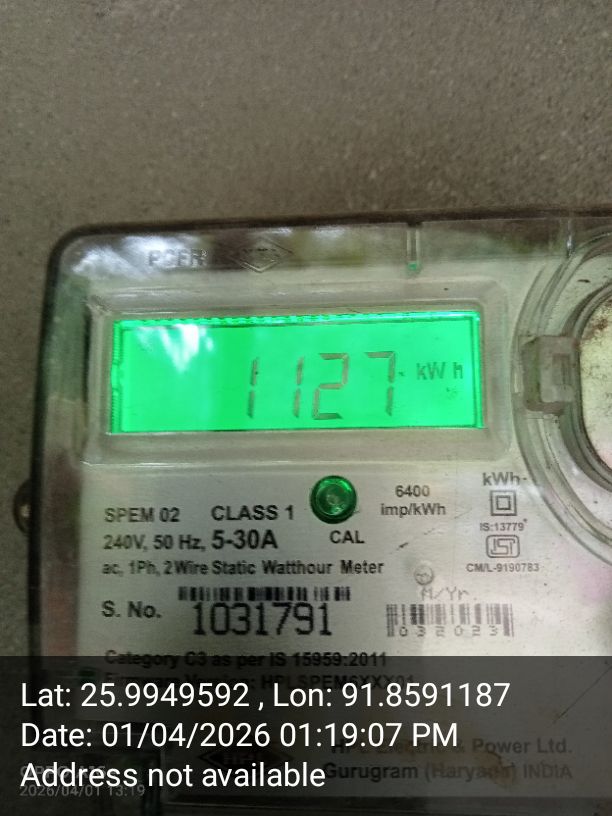 1127 kWh
kWh-
6400
imp/kWh
SPEM 02 CLASS 1
IS:13779
240V, 50 Hz, 5-30A
CAL
CM/L-9190783
ac, 1Ph, 2Wire Static Watthour Meter
M/Yr.
S. No. 1031791
032023
Category C3 as per IS 15959:2011
Lat: 25.9949592 , Lon: 91.8591187
Date: 01/04/2026 01:19:07 PM
Power Ltd.
Address not available
Gurugram (Haryana) INDIA
2026/04/01 13:19